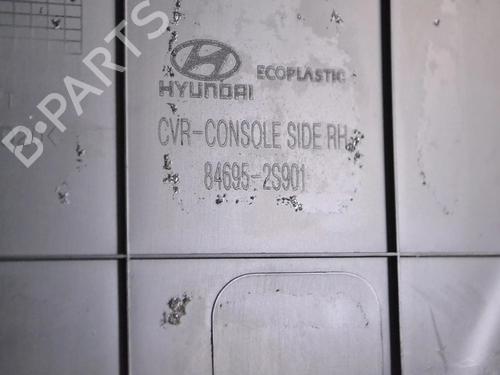 HYUNDAI ECOPLASTIC
CVR-CONSOLE SIDE RH
84695-2S901
B-PARTS